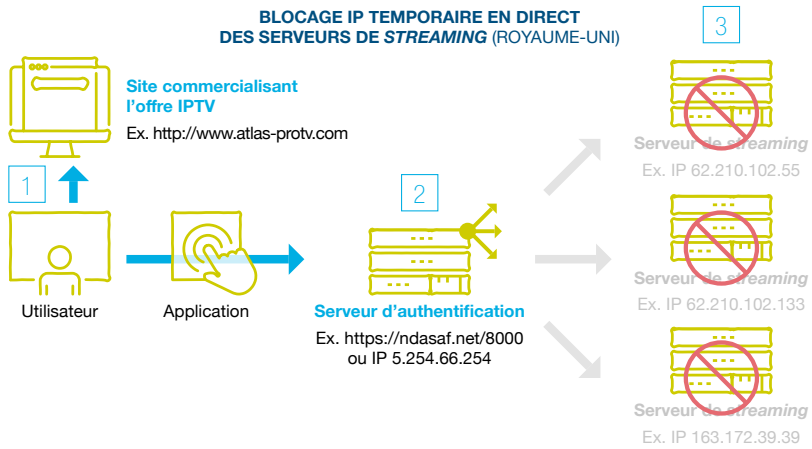 BLOCAGE IP TEMPORAIRE EN DIRECT
DES SERVEURS DE STREAMING (ROYAUME-UNI)
3
Site commercialisant
l'offre IPTV
Ex. http://www.atlas-protv.com
Serveur de streaming
Ex. IP 62.210.102.55
1
2
Serveur de streaming
Ex. IP 62.210.102.133
Utilisateur
Application
Serveur d'authentification
Ex. https://ndasaf.net/8000
ou IP 5.254.66.254
Serveur de streaming
Ex. IP 163.172.39.39